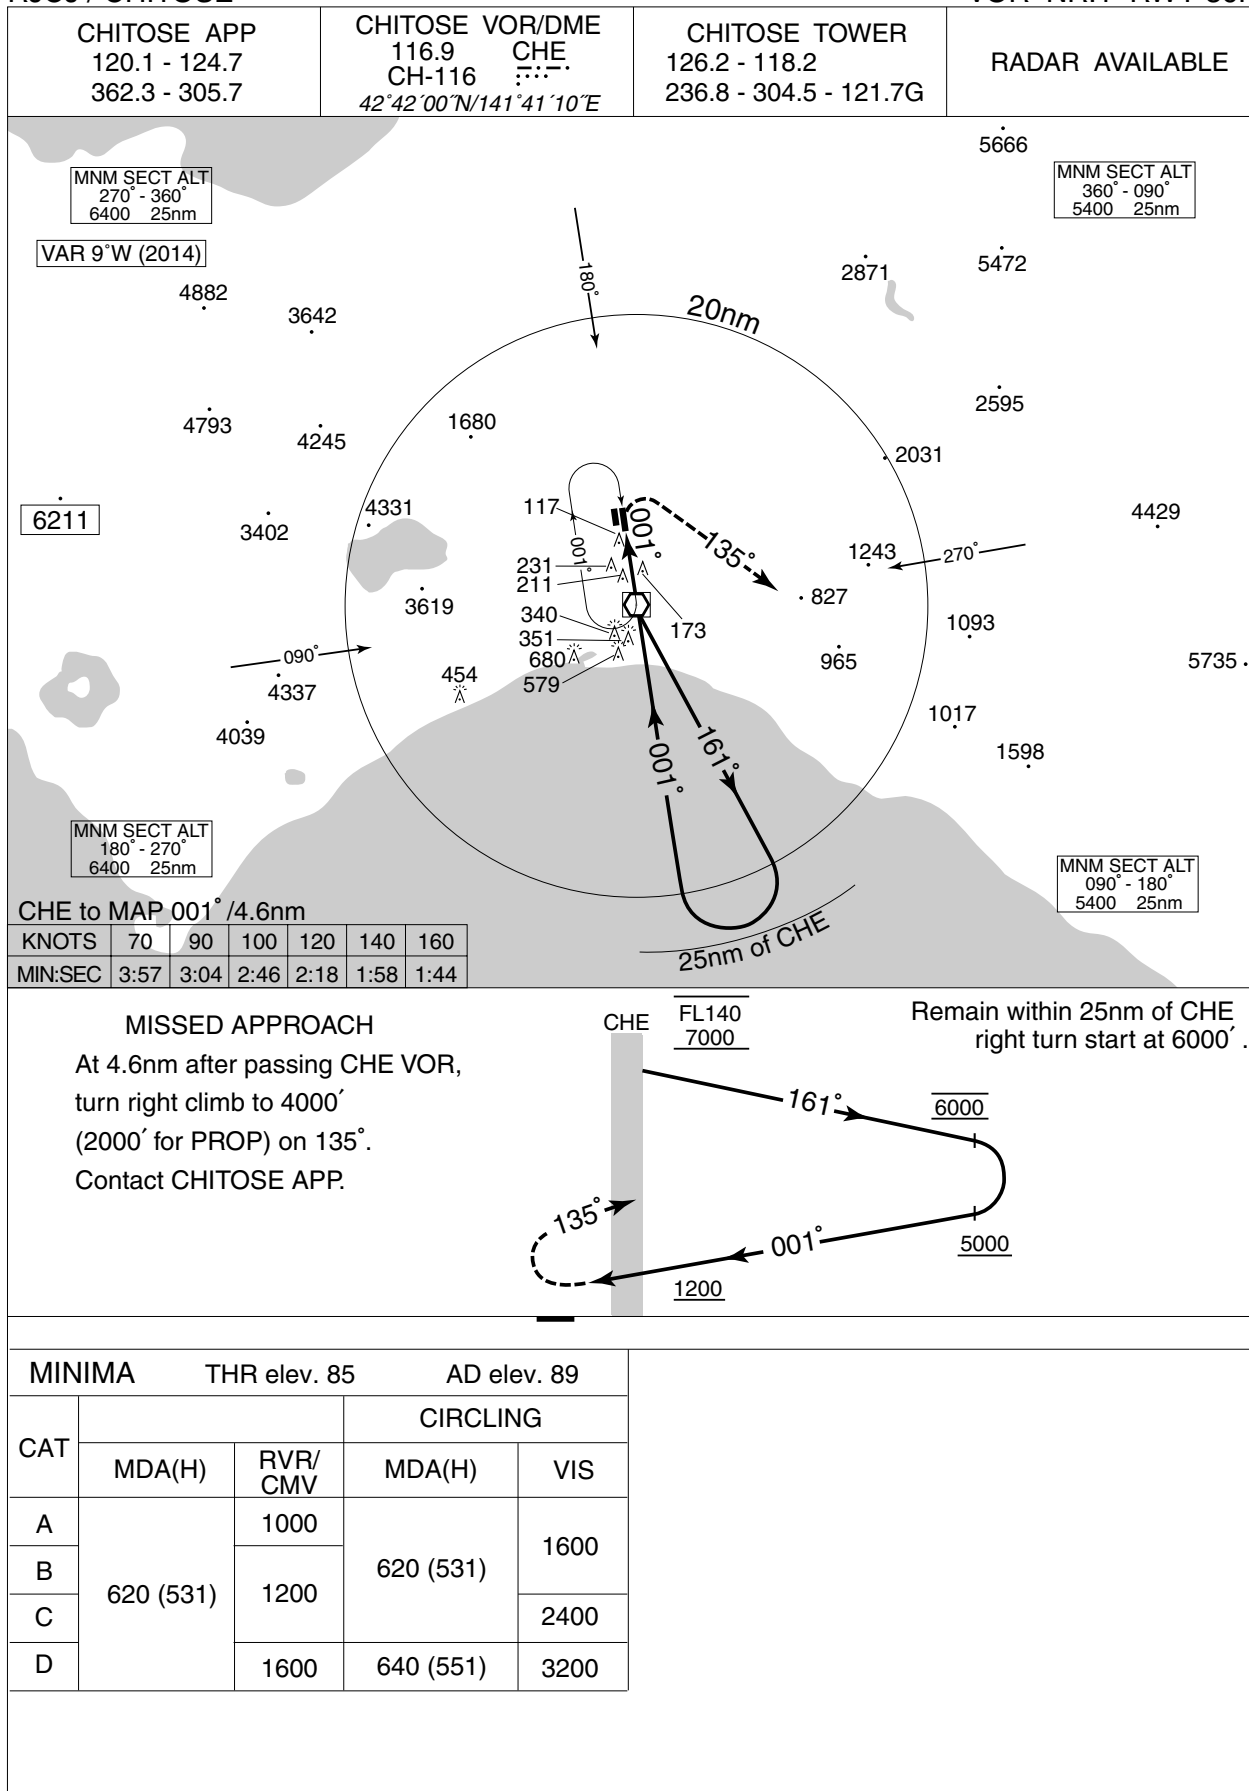 CHITOSE APP
120.1 - 124.7
362.3 - 305.7
CHITOSE VOR/DME
116.9 CHE
CH-116
42°42´00˝N/141°41´10˝E
CHITOSE TOWER
126.2 - 118.2
236.8 - 304.5 - 121.7G
RADAR AVAILABLE
5666
MNM SECT ALT
270° - 360°
6400 25nm
MNM SECT ALT
360° - 090°
5400 25nm
VAR 9°W (2014)
180°
2871
5472
4882
3642
20nm
2595
4793
4245
1680
2031
6211
3402
4331
117
001°
135°
4429
001°
231
211
1243
270°
3619
827
340
351
173
1093
680
579
965
5735
090°
4337
454
4039
1017
161°
001°
1598
MNM SECT ALT
180° - 270°
6400 25nm
MNM SECT ALT
090° - 180°
5400 25nm
25nm of CHE
CHE to MAP 001°/4.6nm
KNOTS 70 90 100 120 140 160
MIN:SEC 3:57 3:04 2:46 2:18 1:58 1:44
MISSED APPROACH
At 4.6nm after passing CHE VOR,
turn right climb to 4000´
(2000´ for PROP) on 135°.
Contact CHITOSE APP.
CHE
FL140
7000
Remain within 25nm of CHE
right turn start at 6000´ .
161°
6000
135°
001°
5000
1200
MINIMA THR elev. 85 AD elev. 89
CAT
CIRCLING
MDA(H) RVR/CMV MDA(H) VIS
A 620 (531) 1000 620 (531) 1600
B 1200
C 2400
D 1600 640 (551) 3200